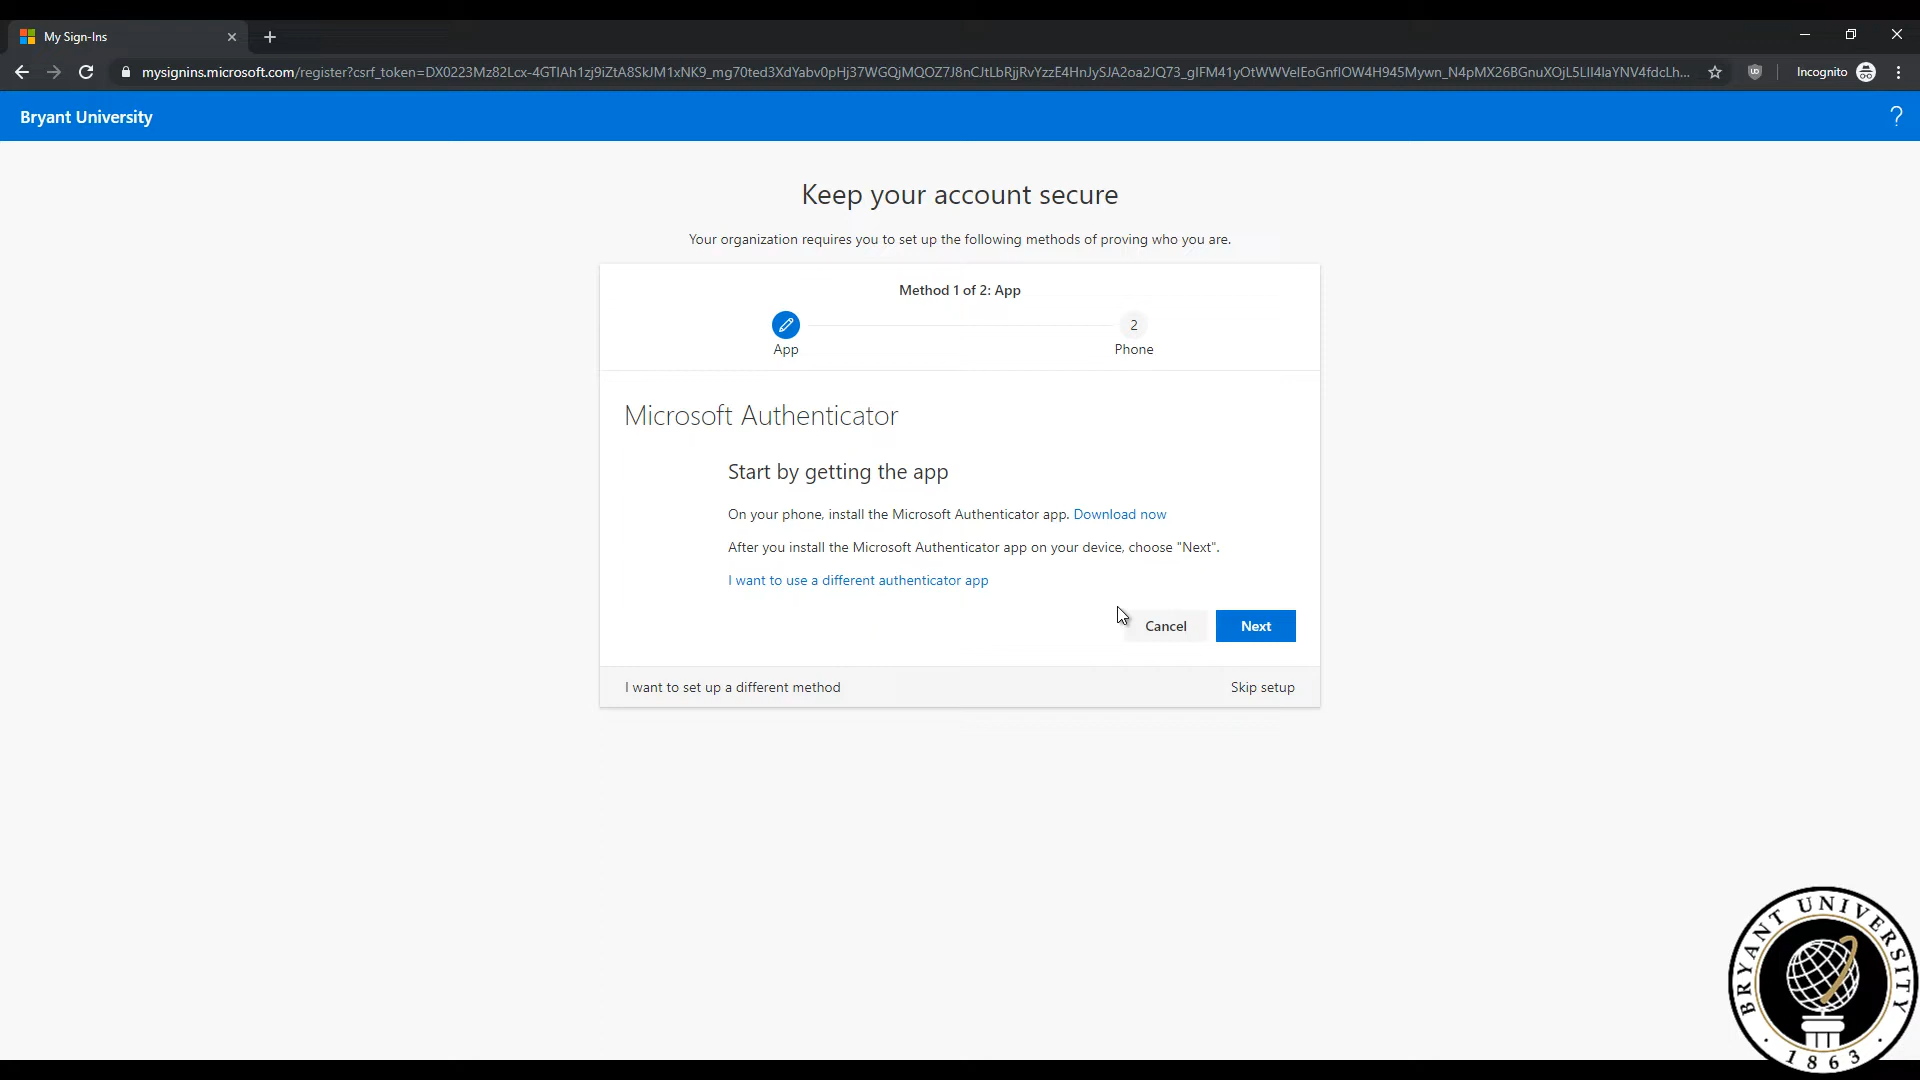 My Sign-Ins
mysignins.microsoft.com
Incognito
Bryant University
?
Keep your account secure
Your organization requires you to set up the following methods of proving who you are.
Method 1 of 2: App
2
App
Phone
Microsoft Authenticator
Start by getting the app
On your phone, install the Microsoft Authenticator app. Download now
After you install the Microsoft Authenticator app on your device, choose "Next".
I want to use a different authenticator app
Cancel
Next
I want to set up a different method
Skip setup
BRYANT UNIVERSITY
· 1863 ·